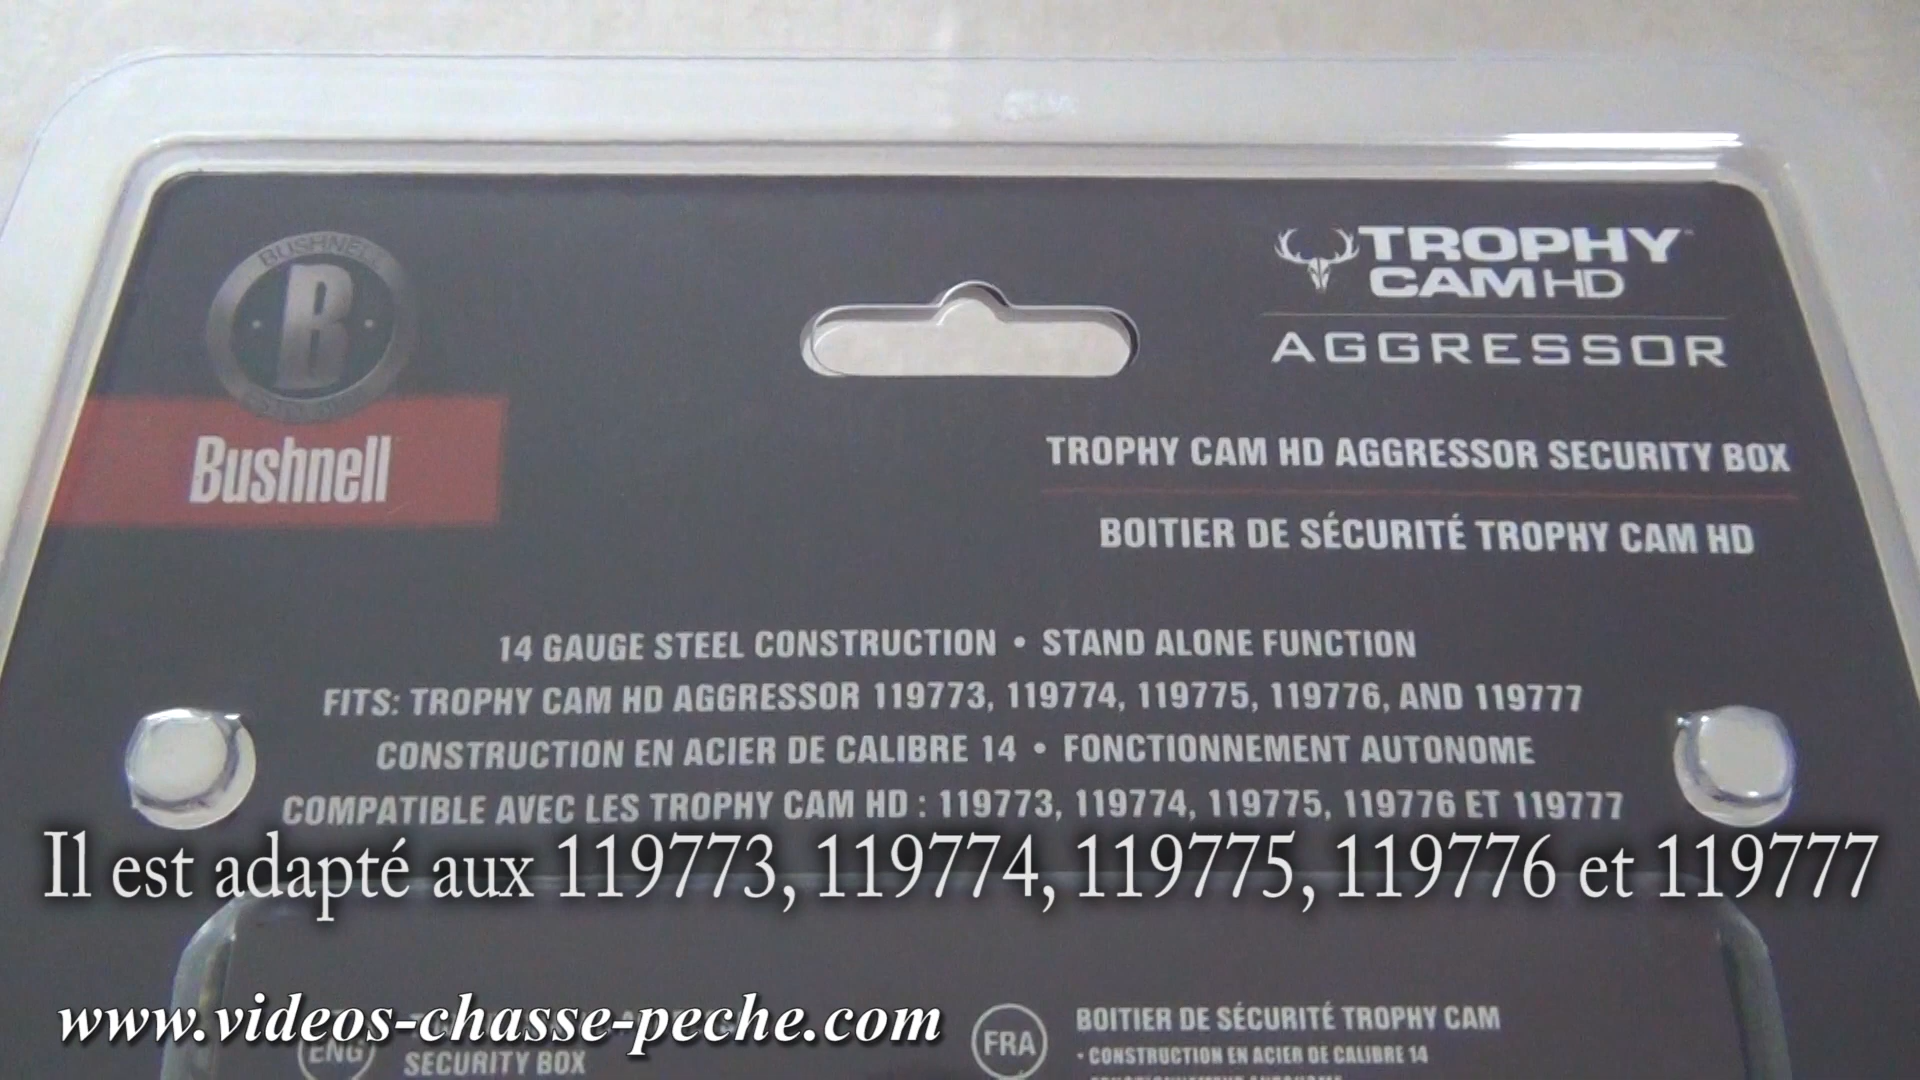 BUSHNELL
B
Bushnell
TROPHY
CAM HD
AGGRESSOR
TROPHY CAM HD AGGRESSOR SECURITY BOX
BOITIER DE SÉCURITÉ TROPHY CAM HD
14 GAUGE STEEL CONSTRUCTION • STAND ALONE FUNCTION
FITS: TROPHY CAM HD AGGRESSOR 119773, 119774, 119775, 119776, AND 119777
CONSTRUCTION EN ACIER DE CALIBRE 14 • FONCTIONNEMENT AUTONOME
COMPATIBLE AVEC LES TROPHY CAM HD : 119773, 119774, 119775, 119776 ET 119777
Il est adapté aux 119773, 119774, 119775, 119776 et 119777
www.videos-chasse-peche.com
ENG
SECURITY BOX
FRA
BOITIER DE SÉCURITÉ TROPHY CAM
• CONSTRUCTION EN ACIER DE CALIBRE 14